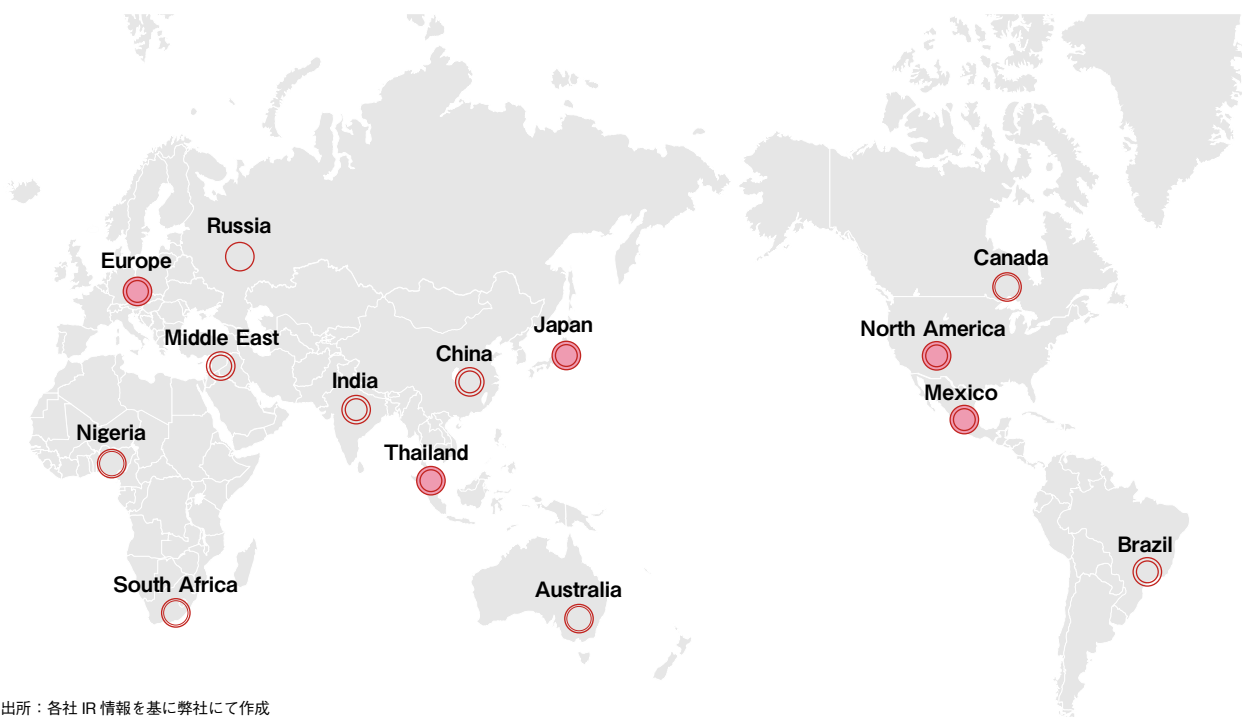 Russia
Europe
Canada
Japan
North America
Middle East
China
India
Mexico
Nigeria
Thailand
Brazil
South Africa
Australia
出所：各社 IR 情報を基に弊社にて作成